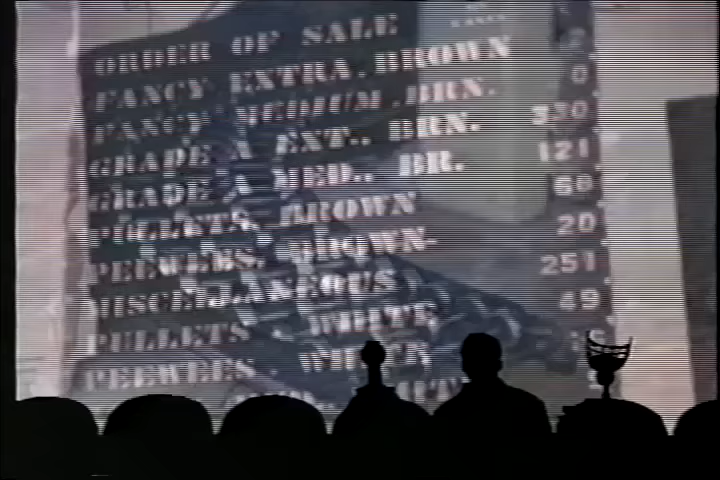 ORDER OF SALE
FANCY EXTRA. BROWN
FANCY MEDIUM .BRN. 0
GRADE A EXT.. BRN. 330
GRADE A MED.. BR. 121
PULLETS. BROWN 68
PEEWEES. BROWN- 20
MISCELLANEOUS 251
PULLETS . WHITE 49
PEEWEES . WHITE